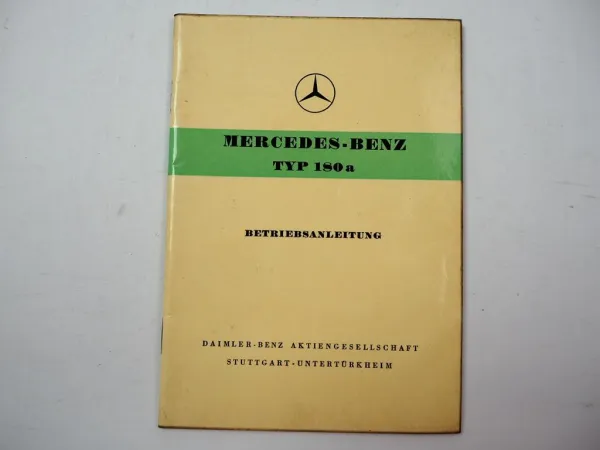 MERCEDES-BENZ
TYP 180a
BETRIEBSANLEITUNG
DAIMLER-BENZ AKTIENGESELLSCHAFT
STUTTGART-UNTERTÜRKHEIM